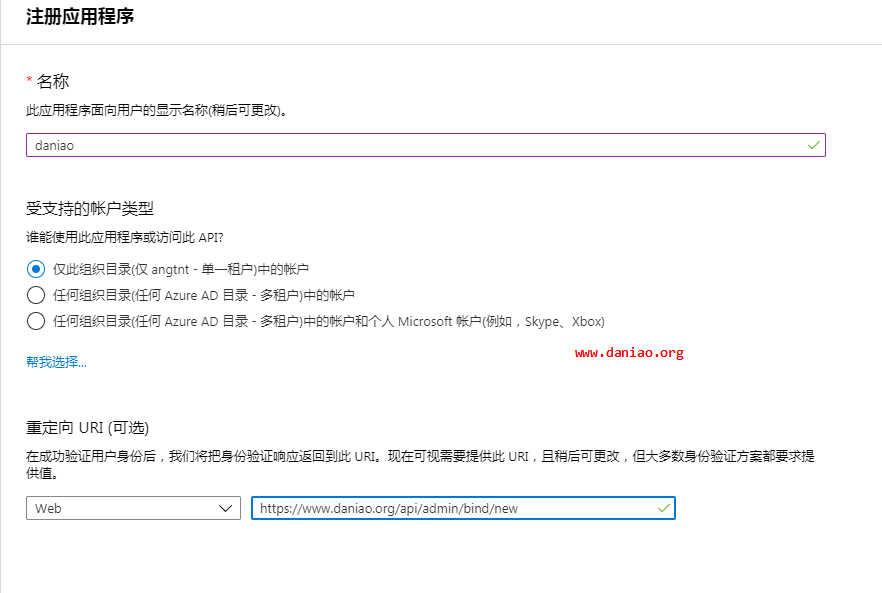 注册应用程序
* 名称
此应用程序面向用户的显示名称(稍后可更改)。
daniao
受支持的帐户类型
谁能使用此应用程序或访问此 API?
仅此组织目录(仅 angtnt - 单一租户)中的帐户
任何组织目录(任何 Azure AD 目录 - 多租户)中的帐户
任何组织目录(任何 Azure AD 目录 - 多租户)中的帐户和个人 Microsoft 帐户(例如，Skype、Xbox)
www.daniao.org
帮我选择...
重定向 URI (可选)
在成功验证用户身份后，我们将把身份验证响应返回到此 URI。现在可视需要提供此 URI，且稍后可更改，但大多数身份验证方案都要求提
供值。
Web https://www.daniao.org/api/admin/bind/new